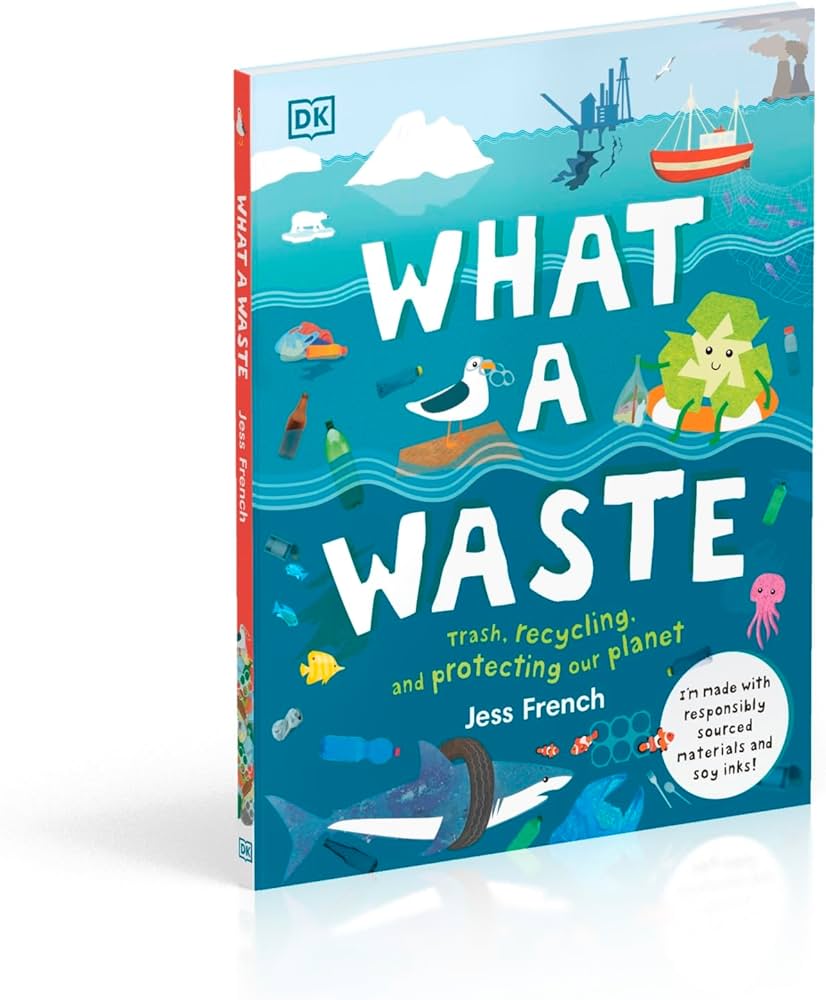 DK
WHAT
A
WASTE
Trash, recycling,
and protecting our planet
Jess French
I'm made with
responsibly
sourced
materials and
soy inks!
WHAT A WASTE
Jess French
DK